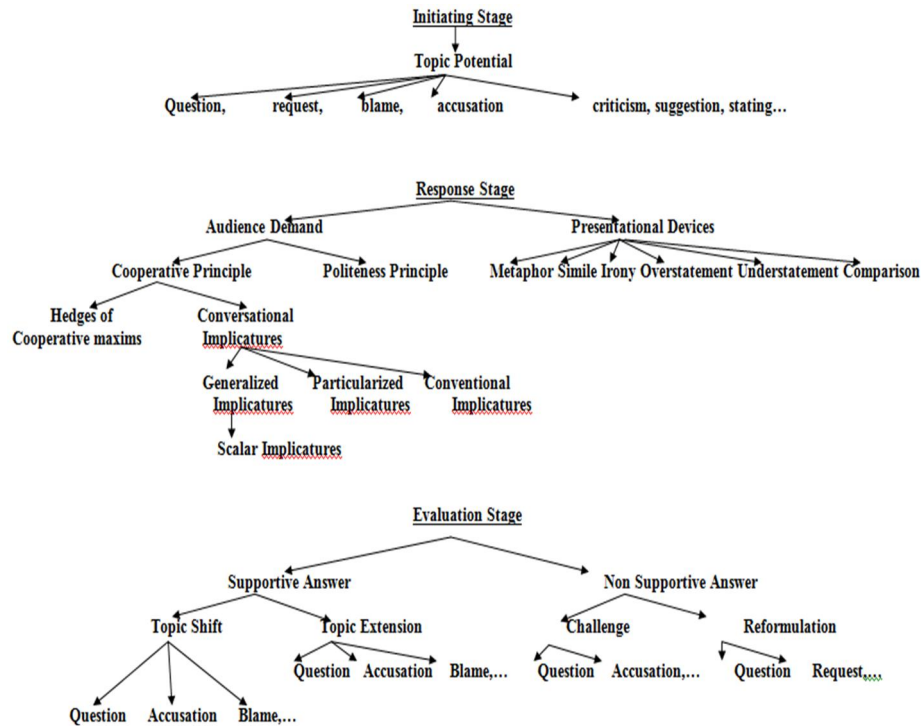 Initiating Stage
Topic Potential
Question, request, blame, accusation criticism, suggestion, stating...
Response Stage
Audience Demand Presentational Devices
Cooperative Principle Politeness Principle Metaphor Simile Irony Overstatement Understatement Comparison
Hedges of Conversational
Cooperative maxims Implicatures
Generalized Particularized Conventional
Implicatures Implicatures Implicatures
Scalar Implicatures
Evaluation Stage
Supportive Answer Non Supportive Answer
Topic Shift Topic Extension Challenge Reformulation
Question Accusation Blame,... Question Accusation,... Question Request,...
Question Accusation Blame,...